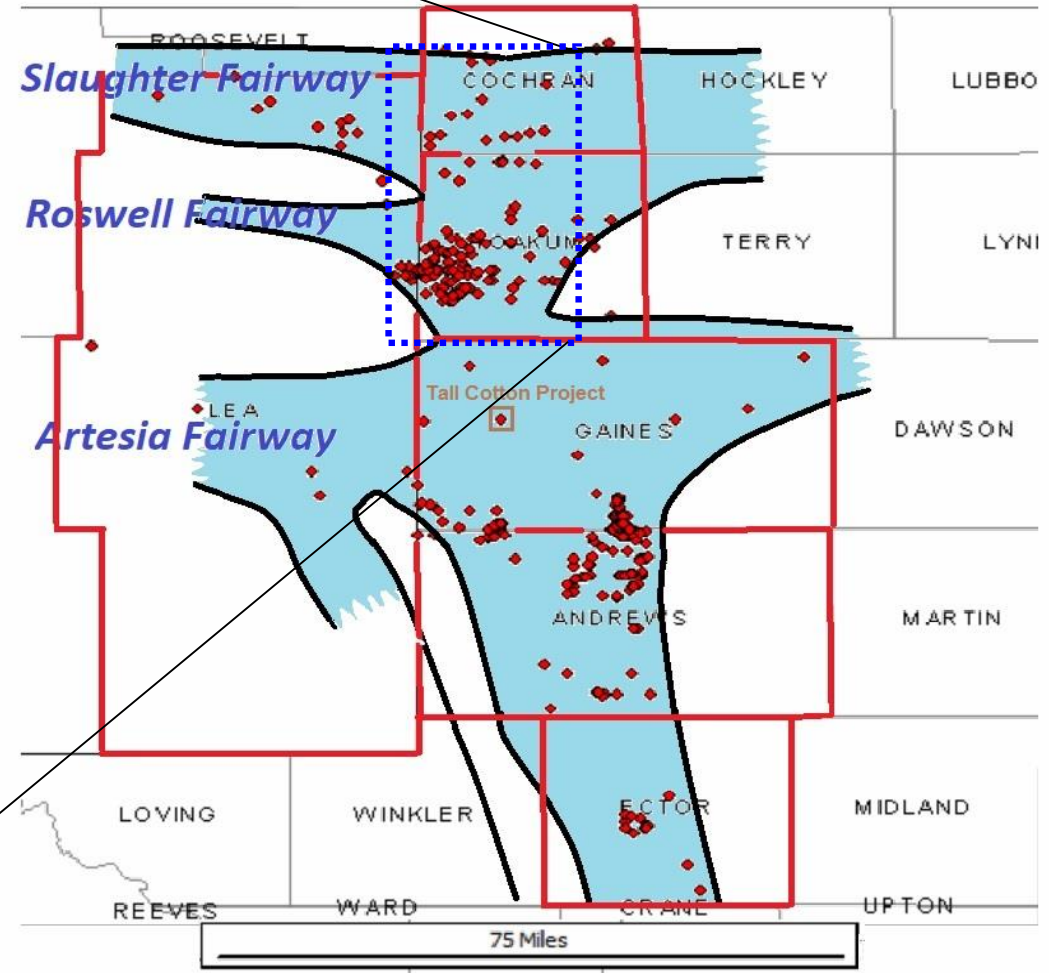 ROOSEVELT
Slaughter Fairway
COCHRAN
HOCKLEY
LUBBO
Roswell Fairway
YOAKUM
TERRY
LYN
Tall Cotton Project
LEA
Artesia Fairway
GAINES
DAWSON
ANDREWS
MARTIN
LOVING
WINKLER
ECTOR
MIDLAND
REEVES
WARD
CRANE
UPTON
75 Miles